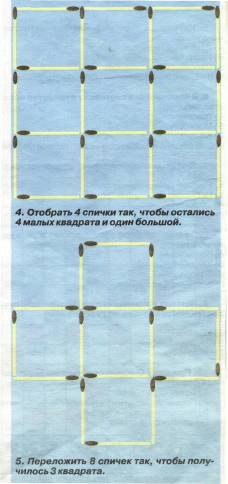 4. Отобрать 4 спички так, чтобы остались
4 малых квадрата и один большой.
5. Переложить 8 спичек так, чтобы полу-
чилось 3 квадрата.